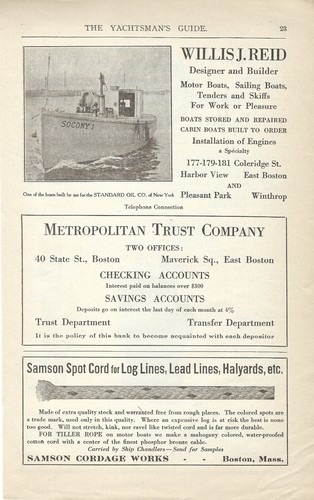 THE YACHTSMAN'S GUIDE. 23
SOCONY 1
One of the boats built by me for the STANDARD OIL CO. of New York
WILLIS J. REID
Designer and Builder
Motor Boats, Sailing Boats,
Tenders and Skiffs
For Work or Pleasure
BOATS STORED AND REPAIRED
CABIN BOATS BUILT TO ORDER
Installation of Engines
a Specialty
177-179-181 Coleridge St.
Harbor View East Boston
AND
Pleasant Park Winthrop
Telephone Connection
METROPOLITAN TRUST COMPANY
TWO OFFICES:
40 State St., Boston Maverick Sq., East Boston
CHECKING ACCOUNTS
Interest paid on balances over $300
SAVINGS ACCOUNTS
Deposits go on interest the last day of each month at 4%
Trust Department Transfer Department
It is the policy of this bank to become acquainted with each depositor
Samson Spot Cord for Log Lines, Lead Lines, Halyards, etc.
Made of extra quality stock and warranted free from rough places. The colored spots are
a trade mark, used only in this quality. Where an expensive log is at risk the best is none
too good. Will not stretch, kink, nor ravel like twisted cord and is far more durable.
FOR TILLER ROPE on motor boats we make a mahogany colored, water-proofed
cotton cord with a center of the finest phosphor bronze cable.
Carried by Ship Chandlers—Send for Samples
SAMSON CORDAGE WORKS - - Boston, Mass.